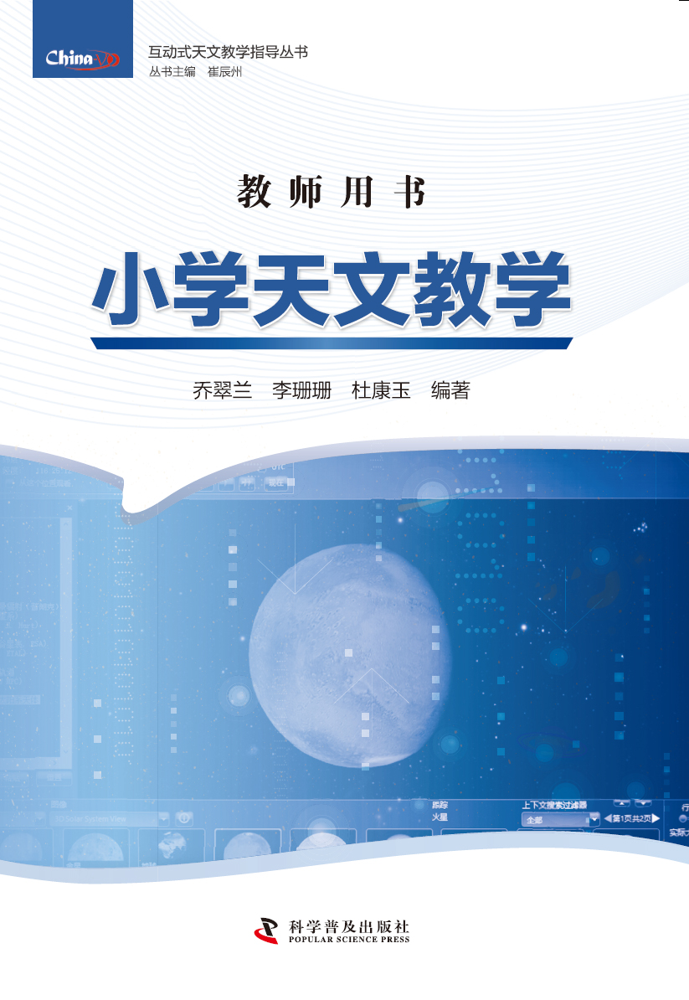 China-VO
互动式天文教学指导丛书
丛书主编 崔辰州
教师用书
小学天文教学
乔翠兰 李珊珊 杜康玉 编著
跟踪
火星
上下文搜索过滤器
全部
第1页共2页
科学普及出版社
POPULAR SCIENCE PRESS